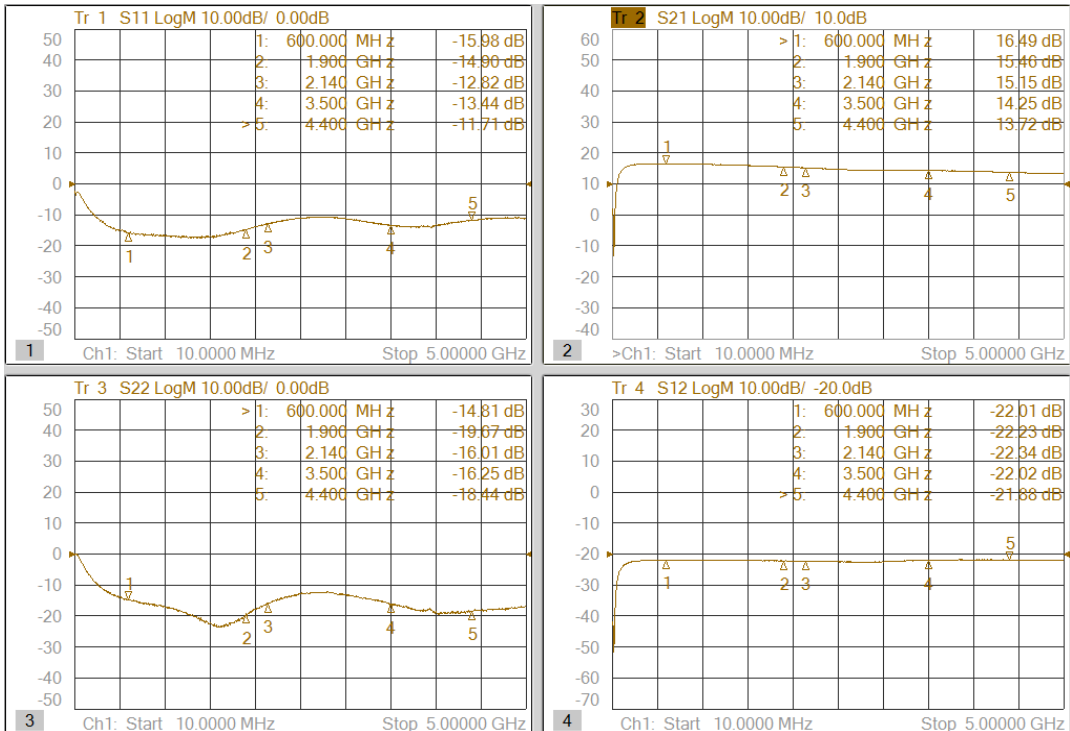 Tr 1 S11 LogM 10.00dB/ 0.00dB
50
40
30
20
10
0
-10
-20
-30
-40
-50
1: 600.000 MHz -15.98 dB
2: 1.900 GHz -14.90 dB
3: 2.140 GHz -12.82 dB
4: 3.500 GHz -13.44 dB
> 5: 4.400 GHz -11.71 dB
1
2
3
4
5
1
Ch1: Start 10.0000 MHz Stop 5.00000 GHz
Tr 2 S21 LogM 10.00dB/ 10.0dB
60
50
40
30
20
10
0
-10
-20
-30
-40
> 1: 600.000 MHz 16.49 dB
2: 1.900 GHz 15.46 dB
3: 2.140 GHz 15.15 dB
4: 3.500 GHz 14.25 dB
5: 4.400 GHz 13.72 dB
1
2
3
4
5
2
>Ch1: Start 10.0000 MHz Stop 5.00000 GHz
Tr 3 S22 LogM 10.00dB/ 0.00dB
50
40
30
20
10
0
-10
-20
-30
-40
-50
> 1: 600.000 MHz -14.81 dB
2: 1.900 GHz -19.67 dB
3: 2.140 GHz -16.01 dB
4: 3.500 GHz -16.25 dB
5: 4.400 GHz -18.44 dB
1
2
3
4
5
3
Ch1: Start 10.0000 MHz Stop 5.00000 GHz
Tr 4 S12 LogM 10.00dB/ -20.0dB
30
20
10
0
-10
-20
-30
-40
-50
-60
-70
1: 600.000 MHz -22.01 dB
2: 1.900 GHz -22.23 dB
3: 2.140 GHz -22.34 dB
4: 3.500 GHz -22.02 dB
> 5: 4.400 GHz -21.88 dB
1
2
3
4
5
4
Ch1: Start 10.0000 MHz Stop 5.00000 GHz